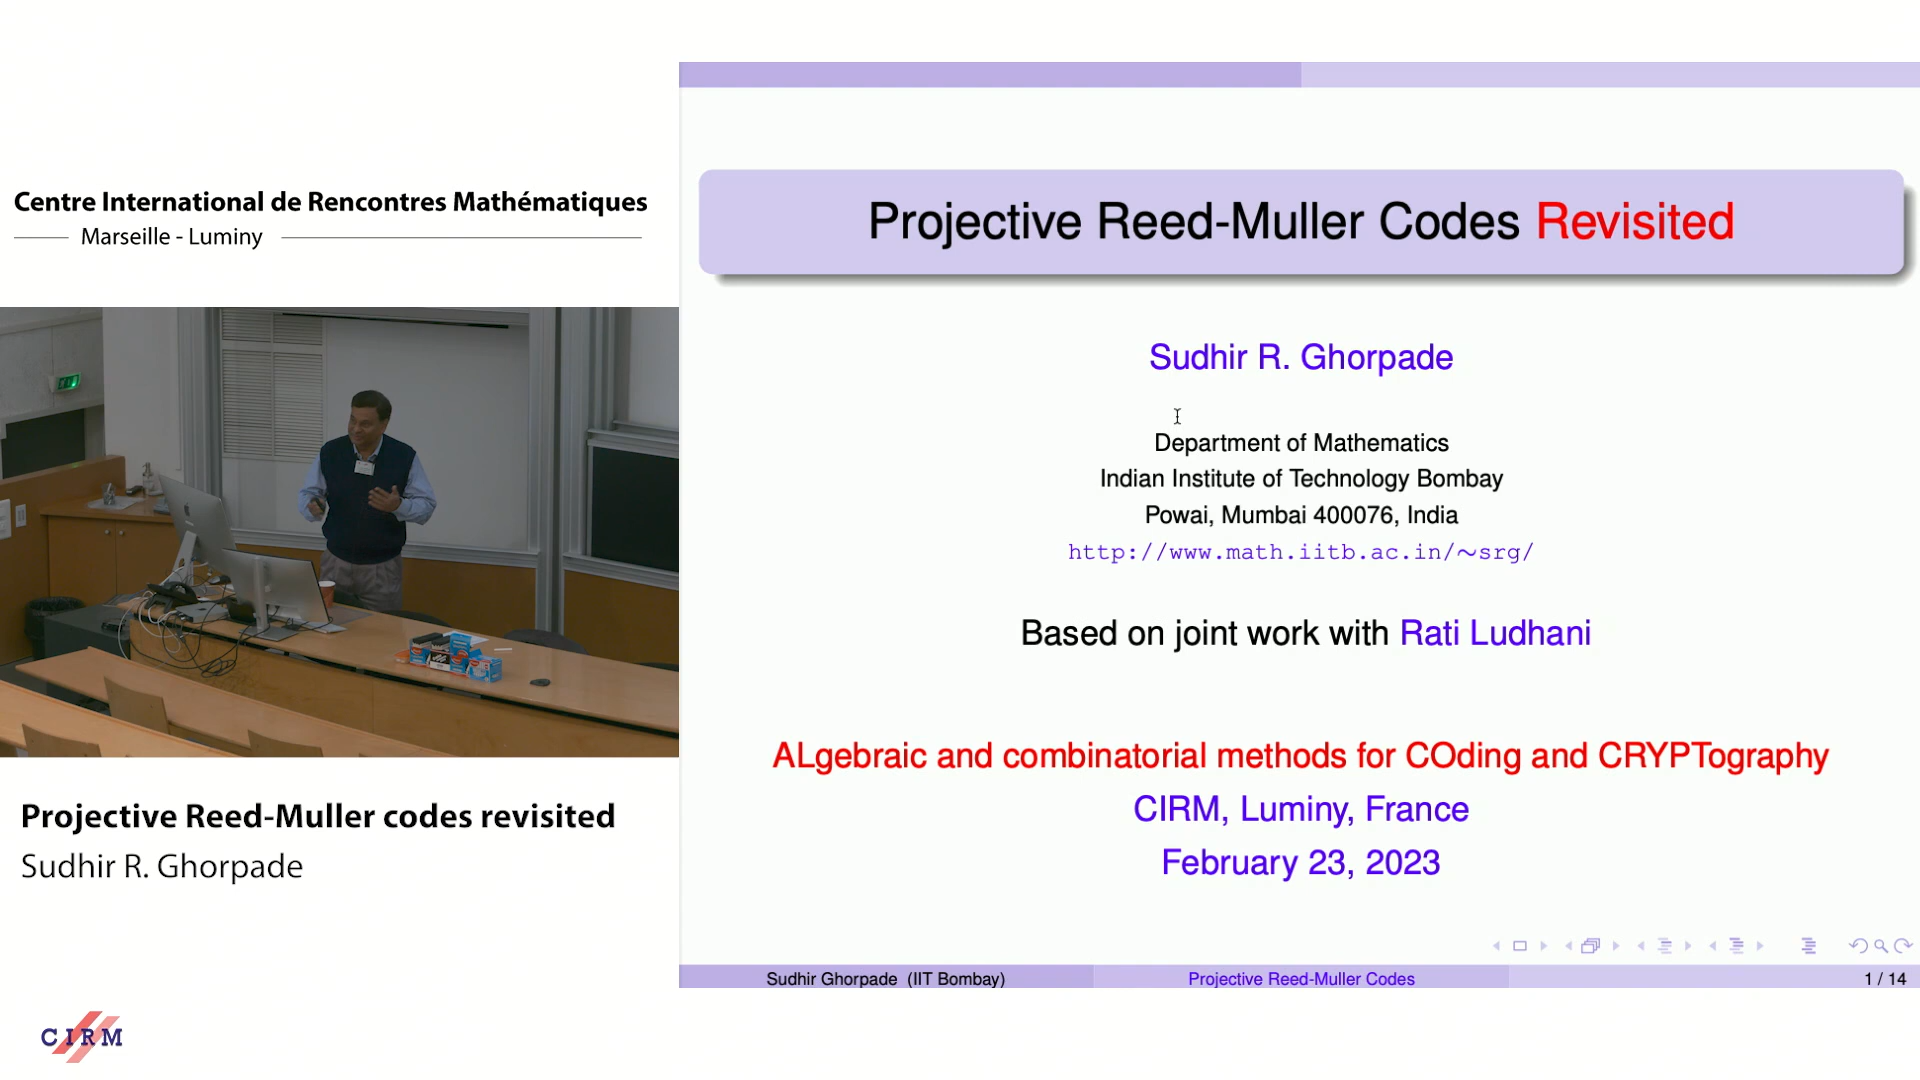 Centre International de Rencontres Mathématiques
Marseille - Luminy
Projective Reed-Muller codes revisited
Sudhir R. Ghorpade
CIRM
Projective Reed-Muller Codes Revisited
Sudhir R. Ghorpade
Department of Mathematics
Indian Institute of Technology Bombay
Powai, Mumbai 400076, India
http://www.math.iitb.ac.in/~srg/
Based on joint work with Rati Ludhani
ALgebraic and combinatorial methods for COding and CRYPTography
CIRM, Luminy, France
February 23, 2023
Sudhir Ghorpade (IIT Bombay)
Projective Reed-Muller Codes
1 / 14